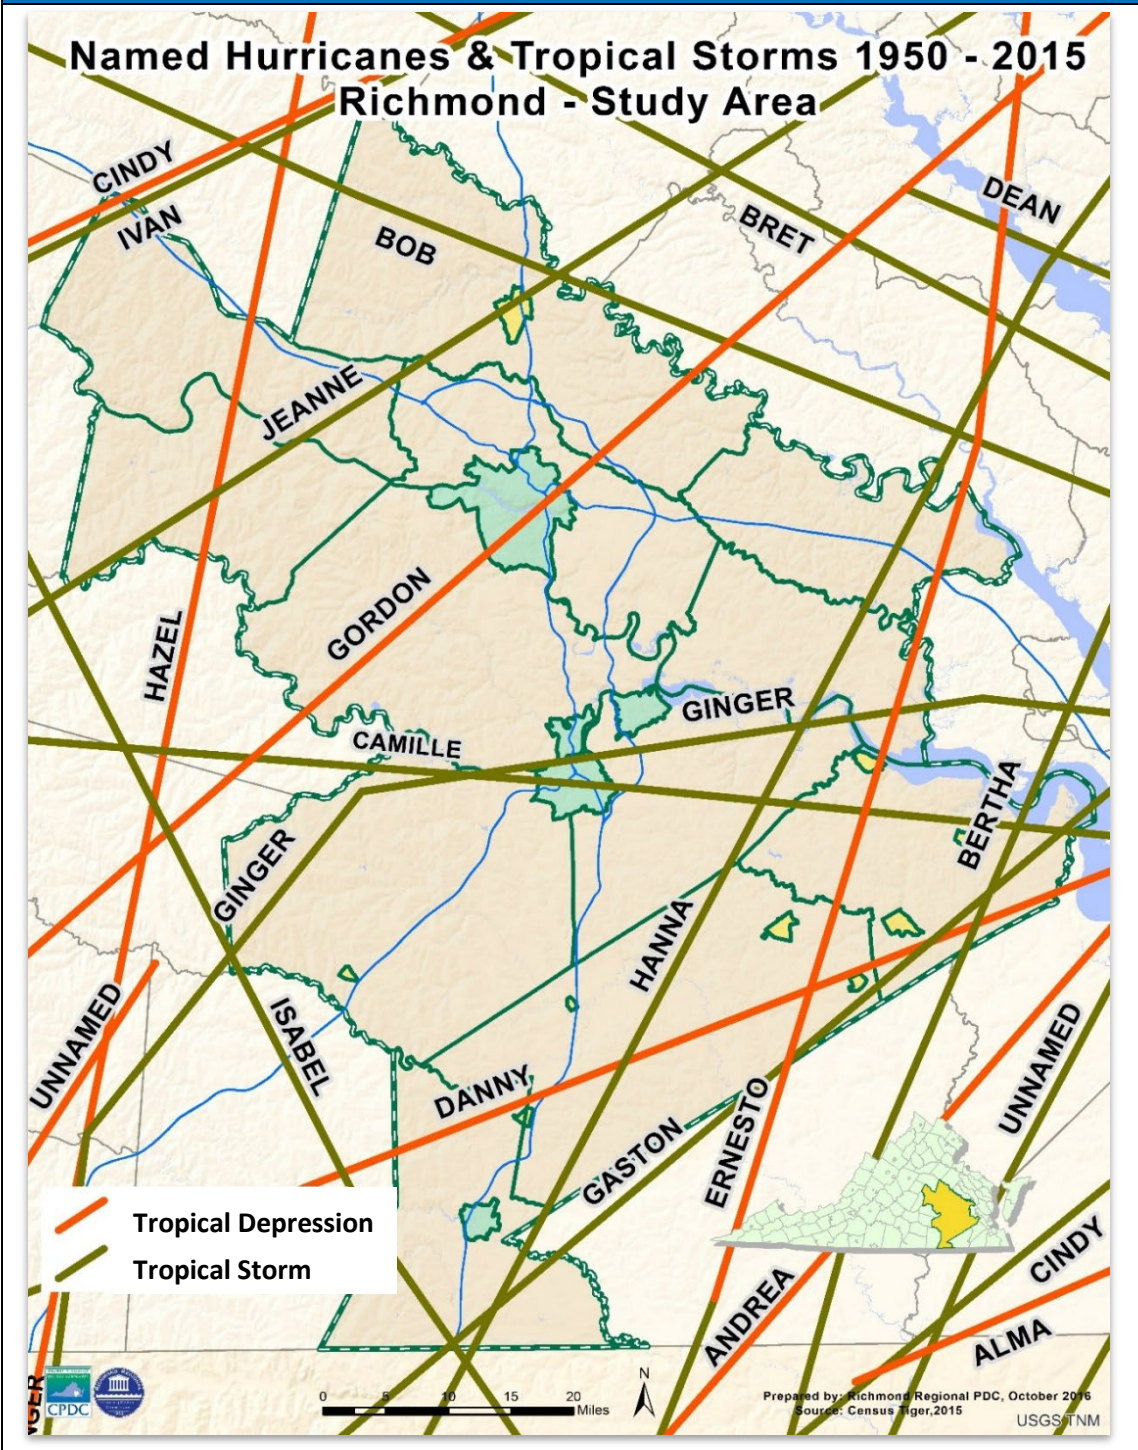 Named Hurricanes & Tropical Storms 1950 - 2015
Richmond - Study Area
CINDY
IVAN
BOB
BRET
DEAN
JEANNE
HAZEL
GORDON
GINGER
CAMILLE
BERTHA
GINGER
HANNA
UNNAMED
ISABEL
UNNAMED
DANNY
ERNESTO
GASTON
Tropical Depression
Tropical Storm
CINDY
ANDREA
ALMA
NGER
CPDC
0 5 10 15 20
Miles
N
Prepared by: Richmond Regional PDC, October 2016
Source: Census Tiger,2015
USGS TNM